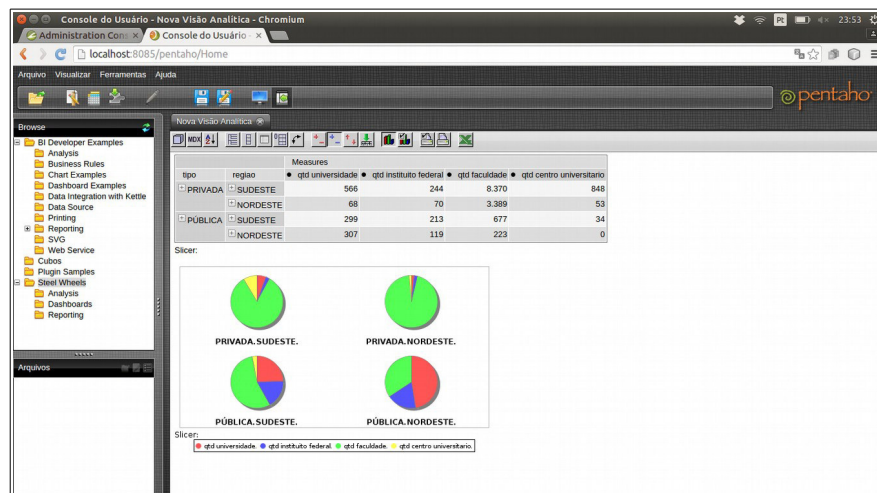 Console do Usuário - Nova Visão Analítica - Chromium
Pt
23:53
Administration Cons
Console do Usuário
localhost:8085/pentaho/Home
Arquivo Visualizar Ferramentas Ajuda
pentaho
Browse
BI Developer Examples
Analysis
Business Rules
Chart Examples
Dashboard Examples
Data Integration with Kettle
Data Source
Printing
Reporting
SVG
Web Service
Cubos
Plugin Samples
Steel Wheels
Analysis
Dashboards
Reporting
Arquivos
Nova Visão Analítica
MDX
Measures
tipo regiao qtd universidade qtd instituito federal qtd faculdade qtd centro universitario
PRIVADA SUDESTE 566 244 8.370 848
NORDESTE 68 70 3.389 53
PÚBLICA SUDESTE 299 213 677 34
NORDESTE 307 119 223 0
Slicer:
PRIVADA.SUDESTE. PRIVADA.NORDESTE.
PÚBLICA.SUDESTE. PÚBLICA.NORDESTE.
Slicer:
qtd universidade. qtd instituito federal. qtd faculdade. qtd centro universitario.